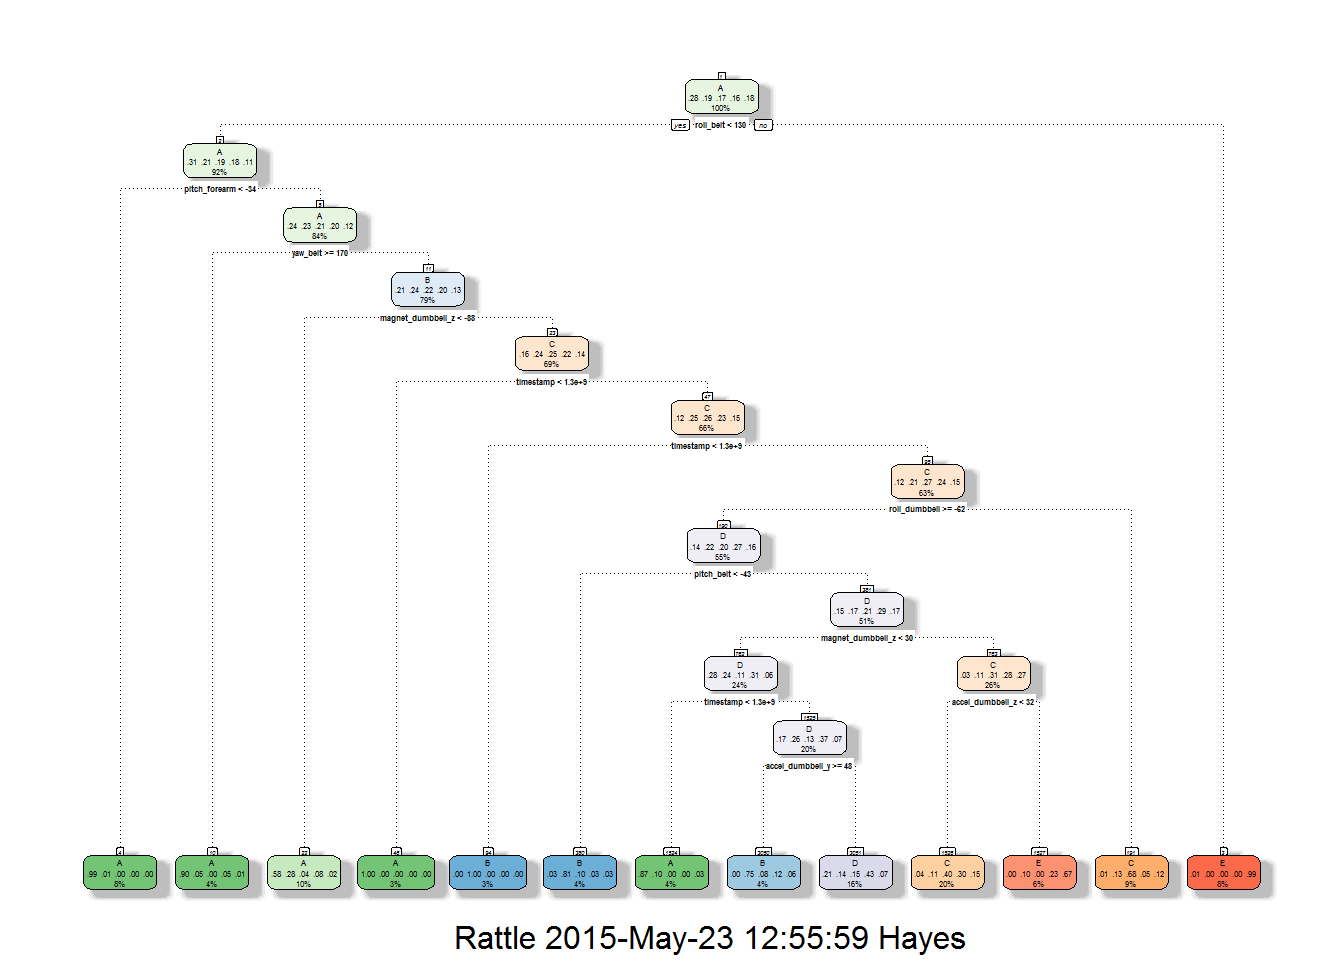 1
A
.28 .19 .17 .16 .18
100%
yes roll_belt < 130 no
2
A
.31 .21 .19 .18 .11
92%
pitch_forearm < -34
5
A
.24 .23 .21 .20 .12
84%
yaw_belt >= 170
11
B
.21 .24 .22 .20 .13
79%
magnet_dumbbell_z < -88
23
C
.16 .24 .25 .22 .14
69%
timestamp < 1.3e+9
47
C
.12 .25 .26 .23 .15
66%
timestamp < 1.3e+9
95
C
.12 .21 .27 .24 .15
63%
roll_dumbbell >= -62
190
D
.14 .22 .20 .27 .16
55%
pitch_belt < -43
381
D
.15 .17 .21 .29 .17
51%
magnet_dumbbell_z < 30
762
D
.28 .24 .11 .31 .06
24%
timestamp < 1.3e+9
763
C
.03 .11 .31 .28 .27
26%
accel_dumbbell_z < 32
1525
D
.17 .26 .13 .37 .07
20%
accel_dumbbell_y >= 48
4
A
.99 .01 .00 .00 .00
8%
10
A
.90 .05 .00 .05 .01
4%
22
A
.58 .28 .04 .08 .02
10%
46
A
1.00 .00 .00 .00 .00
3%
94
B
.00 1.00 .00 .00 .00
3%
380
B
.03 .81 .10 .03 .03
4%
1524
A
.87 .10 .00 .00 .03
4%
3050
B
.00 .75 .08 .12 .06
4%
3051
D
.21 .14 .15 .43 .07
16%
1526
C
.04 .11 .40 .30 .15
20%
1527
E
.00 .10 .00 .23 .67
6%
191
C
.01 .13 .68 .05 .12
9%
3
E
.01 .00 .00 .00 .99
8%
Rattle 2015-May-23 12:55:59 Hayes